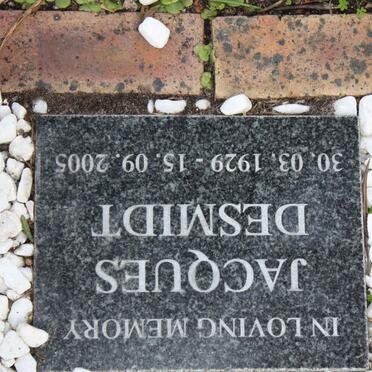 IN LOVING MEMORY
JACQUES
DESMIDT
30. 03. 1929 - 15. 09. 2005